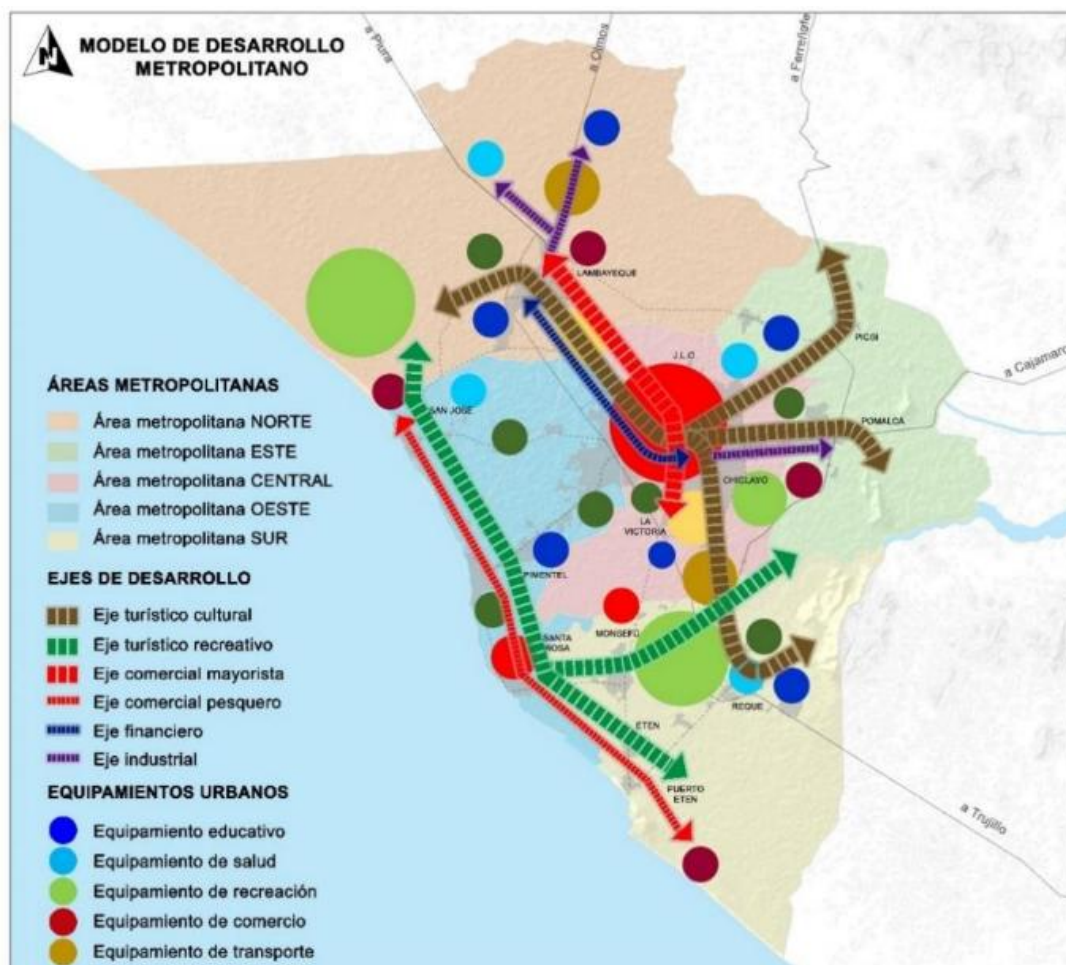 MODELO DE DESARROLLO
METROPOLITANO
N
a Piura
a Olmos
a Ferreñafe
LAMBAYEQUE
J.L.O
PICSI
a Cajamarca
SAN JOSE
POMALCA
CHICLAYO
LA
VICTORIA
PIMENTEL
SANTA
ROSA
MONSEFÚ
REQUE
ETEN
PUERTO
ETEN
a Trujillo
ÁREAS METROPOLITANAS
Área metropolitana NORTE
Área metropolitana ESTE
Área metropolitana CENTRAL
Área metropolitana OESTE
Área metropolitana SUR
EJES DE DESARROLLO
Eje turístico cultural
Eje turístico recreativo
Eje comercial mayorista
Eje comercial pesquero
Eje financiero
Eje industrial
EQUIPAMIENTOS URBANOS
Equipamiento educativo
Equipamiento de salud
Equipamiento de recreación
Equipamiento de comercio
Equipamiento de transporte